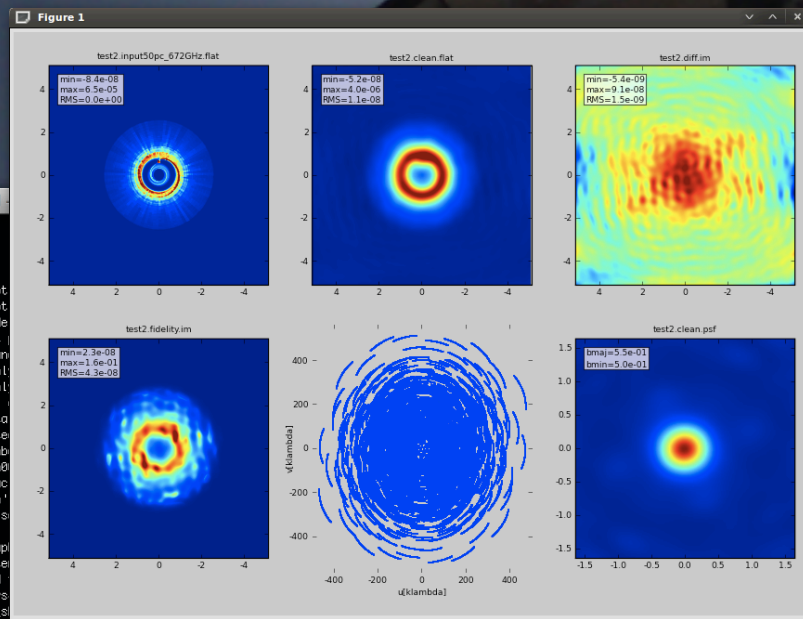 Figure 1
test2.input50pc_672GHz.flat
min=-8.4e-08
max=6.5e-05
RMS=0.0e+00
4
2
0
-2
-4
4 2 0 -2 -4
test2.clean.flat
min=-5.2e-08
max=4.0e-06
RMS=1.1e-08
4
2
0
-2
-4
4 2 0 -2 -4
test2.diff.im
min=-5.4e-09
max=9.1e-08
RMS=1.5e-09
4
2
0
-2
-4
4 2 0 -2 -4
test2.fidelity.im
min=2.3e-08
max=1.6e-01
RMS=4.3e-08
4
2
0
-2
-4
4 2 0 -2 -4
v[klambda]
400
200
0
-200
-400
-400 -200 0 200 400
u[klambda]
test2.clean.psf
bmaj=5.5e-01
bmin=5.0e-01
1.5
1.0
0.5
0.0
-0.5
-1.0
-1.5
1.5 1.0 0.5 0.0 -0.5 -1.0 -1.5